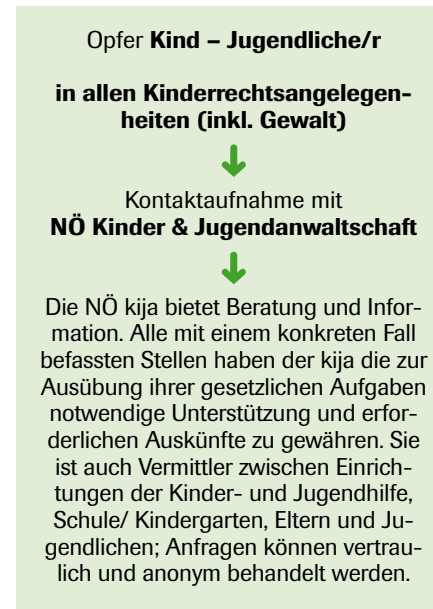 Opfer Kind – Jugendliche/r
in allen Kinderrechtsangelegen-
heiten (inkl. Gewalt)
Kontaktaufnahme mit
NÖ Kinder & Jugendanwaltschaft
Die NÖ kija bietet Beratung und Infor-
mation. Alle mit einem konkreten Fall
befassten Stellen haben der kija die zur
Ausübung ihrer gesetzlichen Aufgaben
notwendige Unterstützung und erfor-
derlichen Auskünfte zu gewähren. Sie
ist auch Vermittler zwischen Einrich-
tungen der Kinder- und Jugendhilfe,
Schule/ Kindergarten, Eltern und Ju-
gendlichen; Anfragen können vertrau-
lich und anonym behandelt werden.